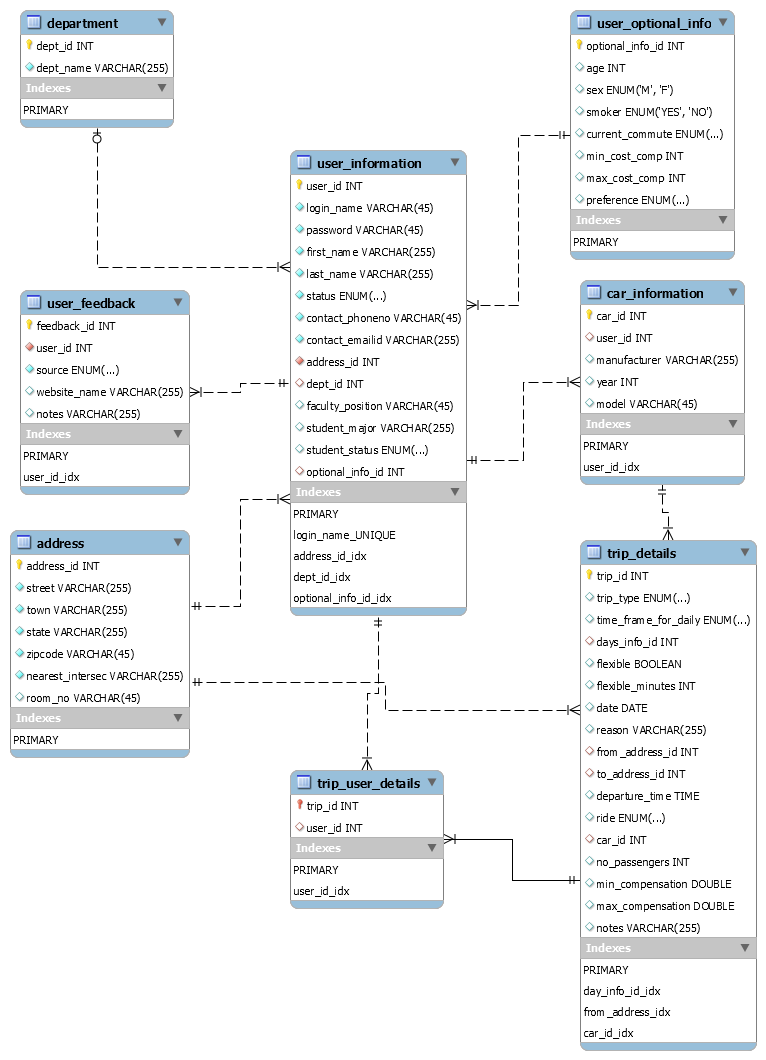 department
dept_id INT
dept_name VARCHAR(255)
Indexes
PRIMARY
user_optional_info
optional_info_id INT
age INT
sex ENUM('M', 'F')
smoker ENUM('YES', 'NO')
current_commute ENUM(...)
min_cost_comp INT
max_cost_comp INT
preference ENUM(...)
Indexes
PRIMARY
user_information
user_id INT
login_name VARCHAR(45)
password VARCHAR(45)
first_name VARCHAR(255)
last_name VARCHAR(255)
status ENUM(...)
contact_phoneno VARCHAR(45)
contact_emailid VARCHAR(255)
address_id INT
dept_id INT
faculty_position VARCHAR(45)
student_major VARCHAR(255)
student_status ENUM(...)
optional_info_id INT
Indexes
PRIMARY
login_name_UNIQUE
address_id_idx
dept_id_idx
optional_info_id_idx
user_feedback
feedback_id INT
user_id INT
source ENUM(...)
website_name VARCHAR(255)
notes VARCHAR(255)
Indexes
PRIMARY
user_id_idx
car_information
car_id INT
user_id INT
manufacturer VARCHAR(255)
year INT
model VARCHAR(45)
Indexes
PRIMARY
user_id_idx
address
address_id INT
street VARCHAR(255)
town VARCHAR(255)
state VARCHAR(255)
zipcode VARCHAR(45)
nearest_intersec VARCHAR(255)
room_no VARCHAR(45)
Indexes
PRIMARY
trip_details
trip_id INT
trip_type ENUM(...)
time_frame_for_daily ENUM(...)
days_info_id INT
flexible BOOLEAN
flexible_minutes INT
date DATE
reason VARCHAR(255)
from_address_id INT
to_address_id INT
departure_time TIME
ride ENUM(...)
car_id INT
no_passengers INT
min_compensation DOUBLE
max_compensation DOUBLE
notes VARCHAR(255)
Indexes
PRIMARY
day_info_id_idx
from_address_idx
car_id_idx
trip_user_details
trip_id INT
user_id INT
Indexes
PRIMARY
user_id_idx